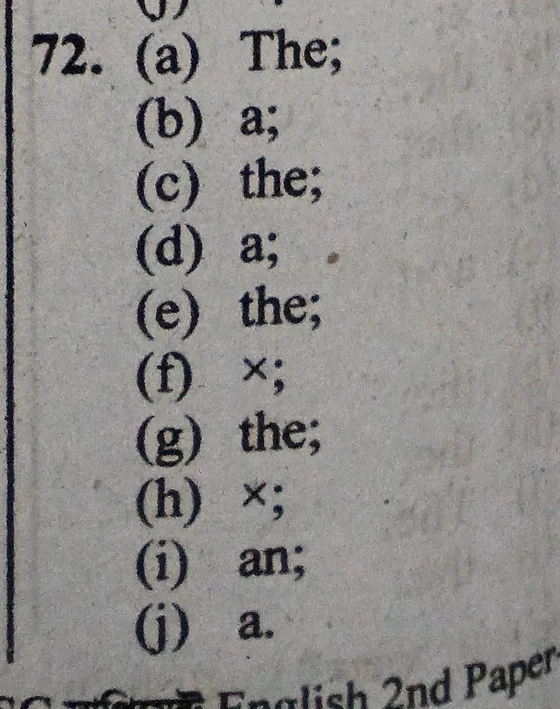 (j)
72. (a) The;
(b) a;
(c) the;
(d) a;
(e) the;
(f) ×;
(g) the;
(h) ×;
(i) an;
(j) a.
English 2nd Paper-